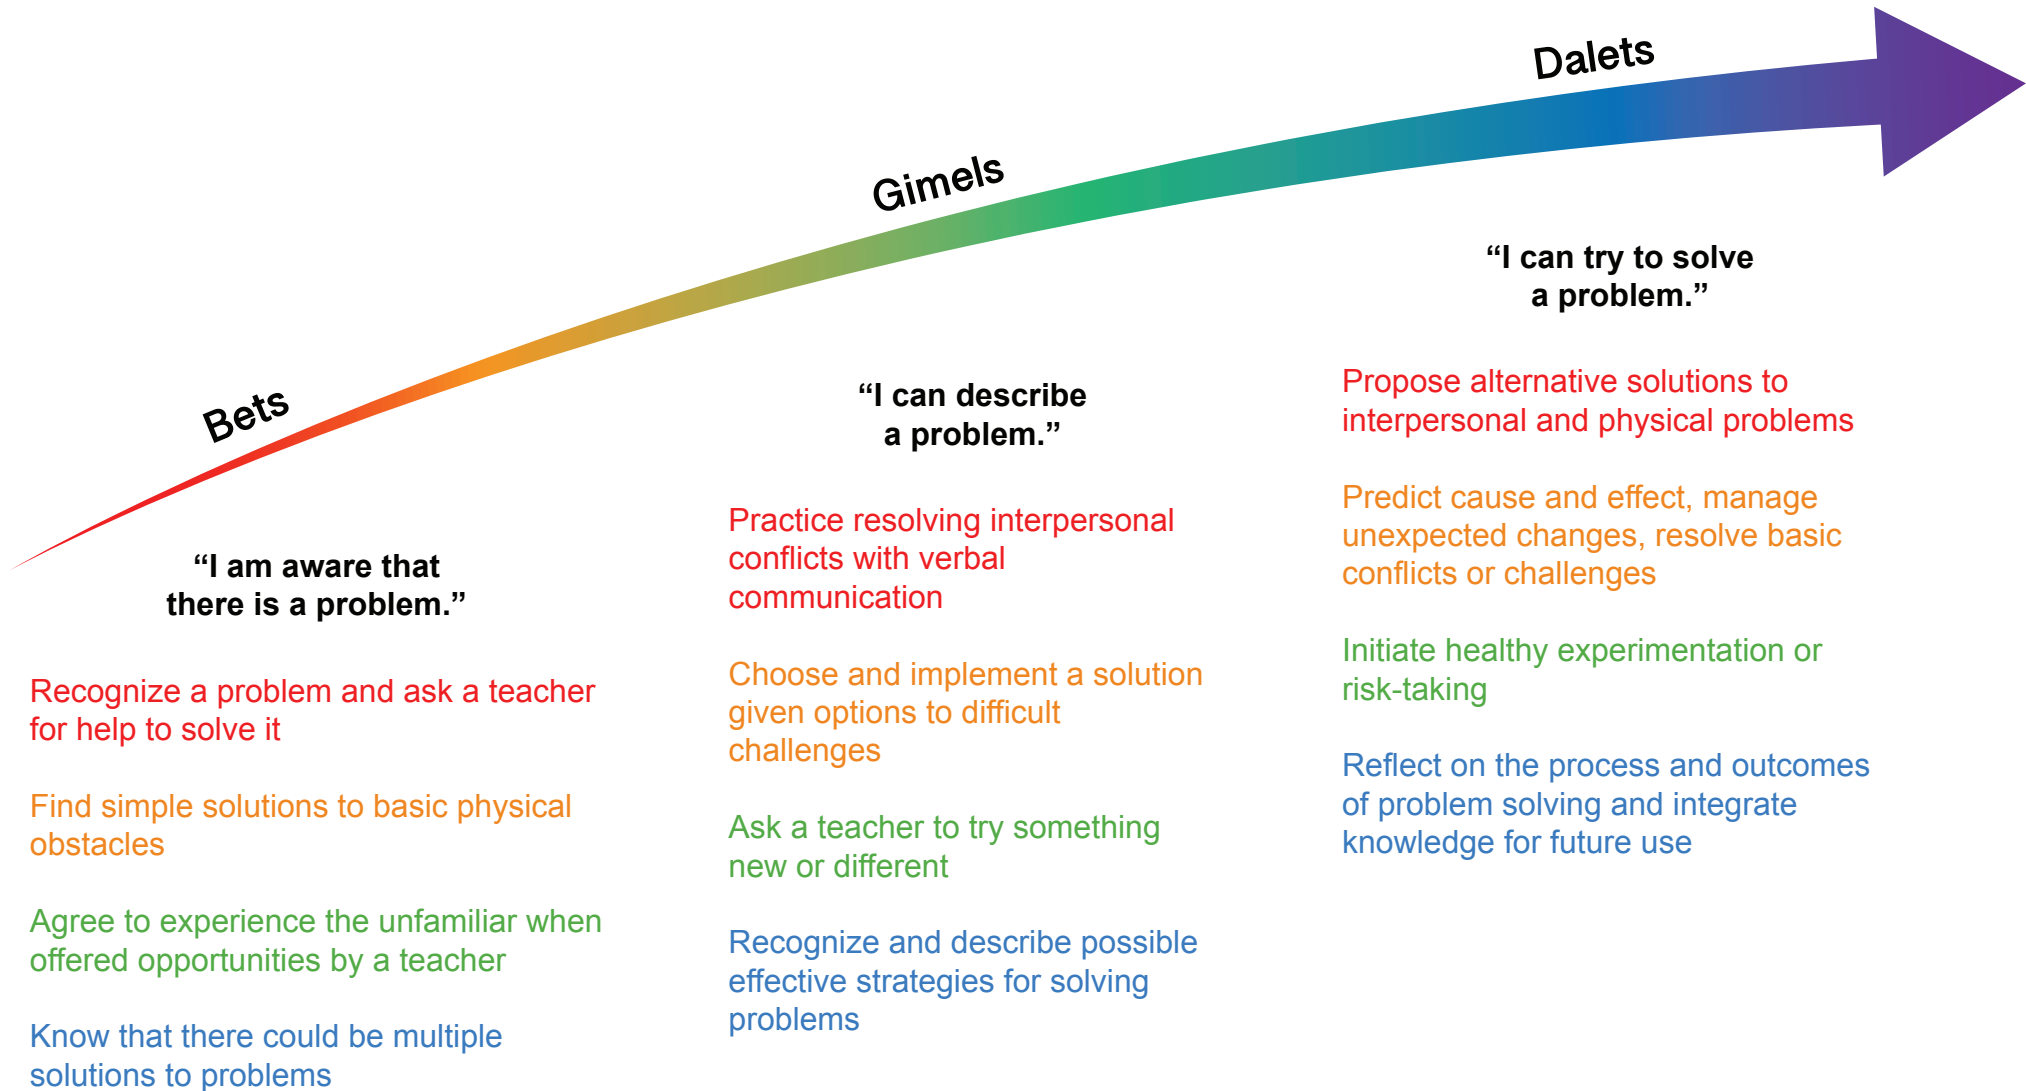 Bets
“I am aware that
there is a problem.”
Recognize a problem and ask a teacher
for help to solve it
Find simple solutions to basic physical
obstacles
Agree to experience the unfamiliar when
offered opportunities by a teacher
Know that there could be multiple
solutions to problems
Gimels
“I can describe
a problem.”
Practice resolving interpersonal
conflicts with verbal
communication
Choose and implement a solution
given options to difficult
challenges
Ask a teacher to try something
new or different
Recognize and describe possible
effective strategies for solving
problems
Dalets
“I can try to solve
a problem.”
Propose alternative solutions to
interpersonal and physical problems
Predict cause and effect, manage
unexpected changes, resolve basic
conflicts or challenges
Initiate healthy experimentation or
risk-taking
Reflect on the process and outcomes
of problem solving and integrate
knowledge for future use